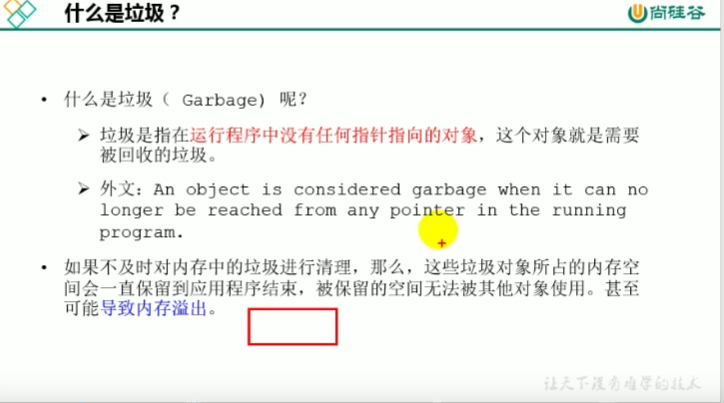 什么是垃圾？
尚硅谷
• 什么是垃圾（ Garbage) 呢？
➢ 垃圾是指在运行程序中没有任何指针指向的对象，这个对象就是需要
被回收的垃圾。
➢ 外文: An object is considered garbage when it can no
longer be reached from any pointer in the running
program.
• 如果不及时对内存中的垃圾进行清理，那么，这些垃圾对象所占的内存空
间会一直保留到应用程序结束，被保留的空间无法被其他对象使用。甚至
可能导致内存溢出。
让天下没有难学的技术